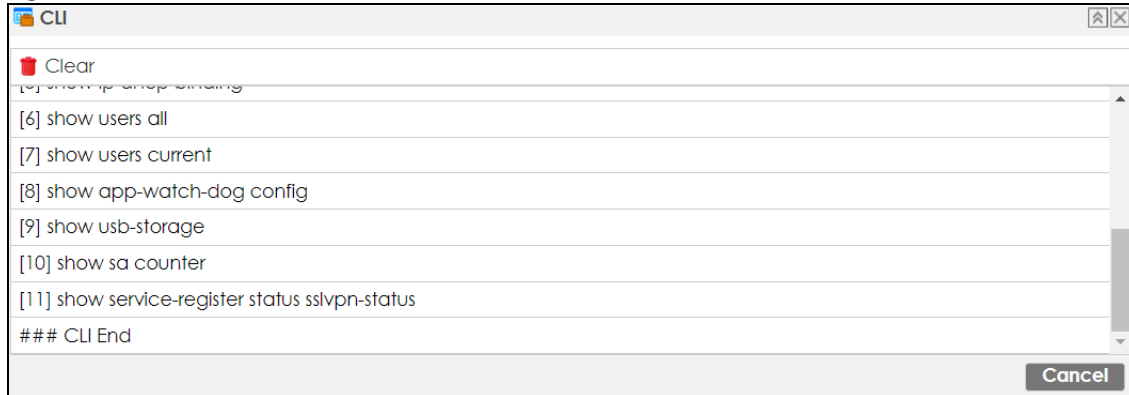 CLI
Clear
[6] show users all
[7] show users current
[8] show app-watch-dog config
[9] show usb-storage
[10] show sa counter
[11] show service-register status sslvpn-status
### CLI End
Cancel